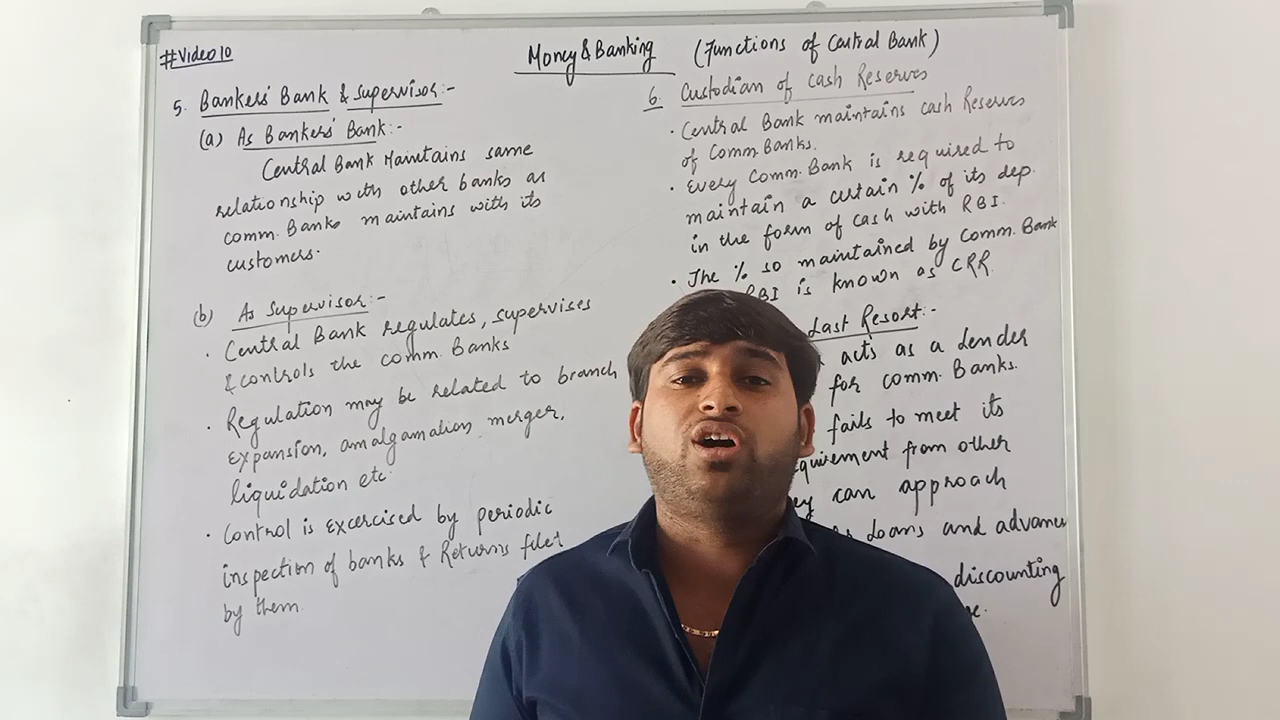 #Video10
Money & Banking (Functions of Central Bank)
5. Bankers' Bank & Supervisor:-
(a) As Bankers' Bank:-
Central Bank Maintains same
relationship with other banks as
comm. Banks maintains with its
customers.
(b) As Supervisor:-
• Central Bank regulates, supervises
& controls the comm. Banks
• Regulation may be related to branch
expansion, amalgamation, merger,
liquidation etc
• Control is excercised by periodic
inspection of banks & Returns filed
by them.
6. Custodian of cash Reserves
• Central Bank maintains cash Reserves
of Comm. Banks.
• Every Comm. Bank is required to
maintain a certain % of its dep.
in the form of cash with RBI.
• The % so maintained by Comm. Bank
RBI is known as CRR.
Last Resort:-
acts as a lender
for comm. Banks.
fails to meet its
from other
can approach
loans and advance
discounting